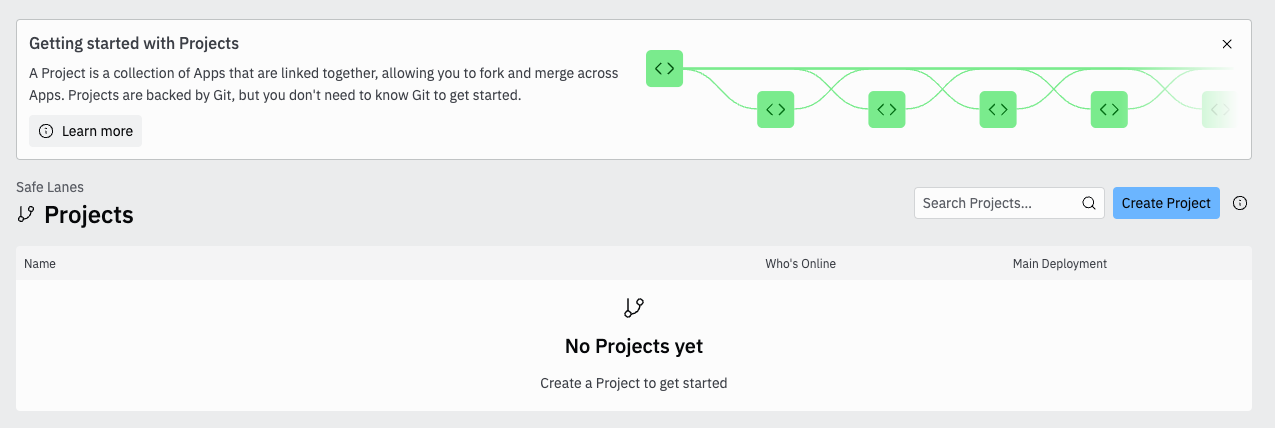 Getting started with Projects
A Project is a collection of Apps that are linked together, allowing you to fork and merge across
Apps. Projects are backed by Git, but you don't need to know Git to get started.
Learn more
Safe Lanes
Projects
Search Projects...
Create Project
Name
Who's Online
Main Deployment
No Projects yet
Create a Project to get started